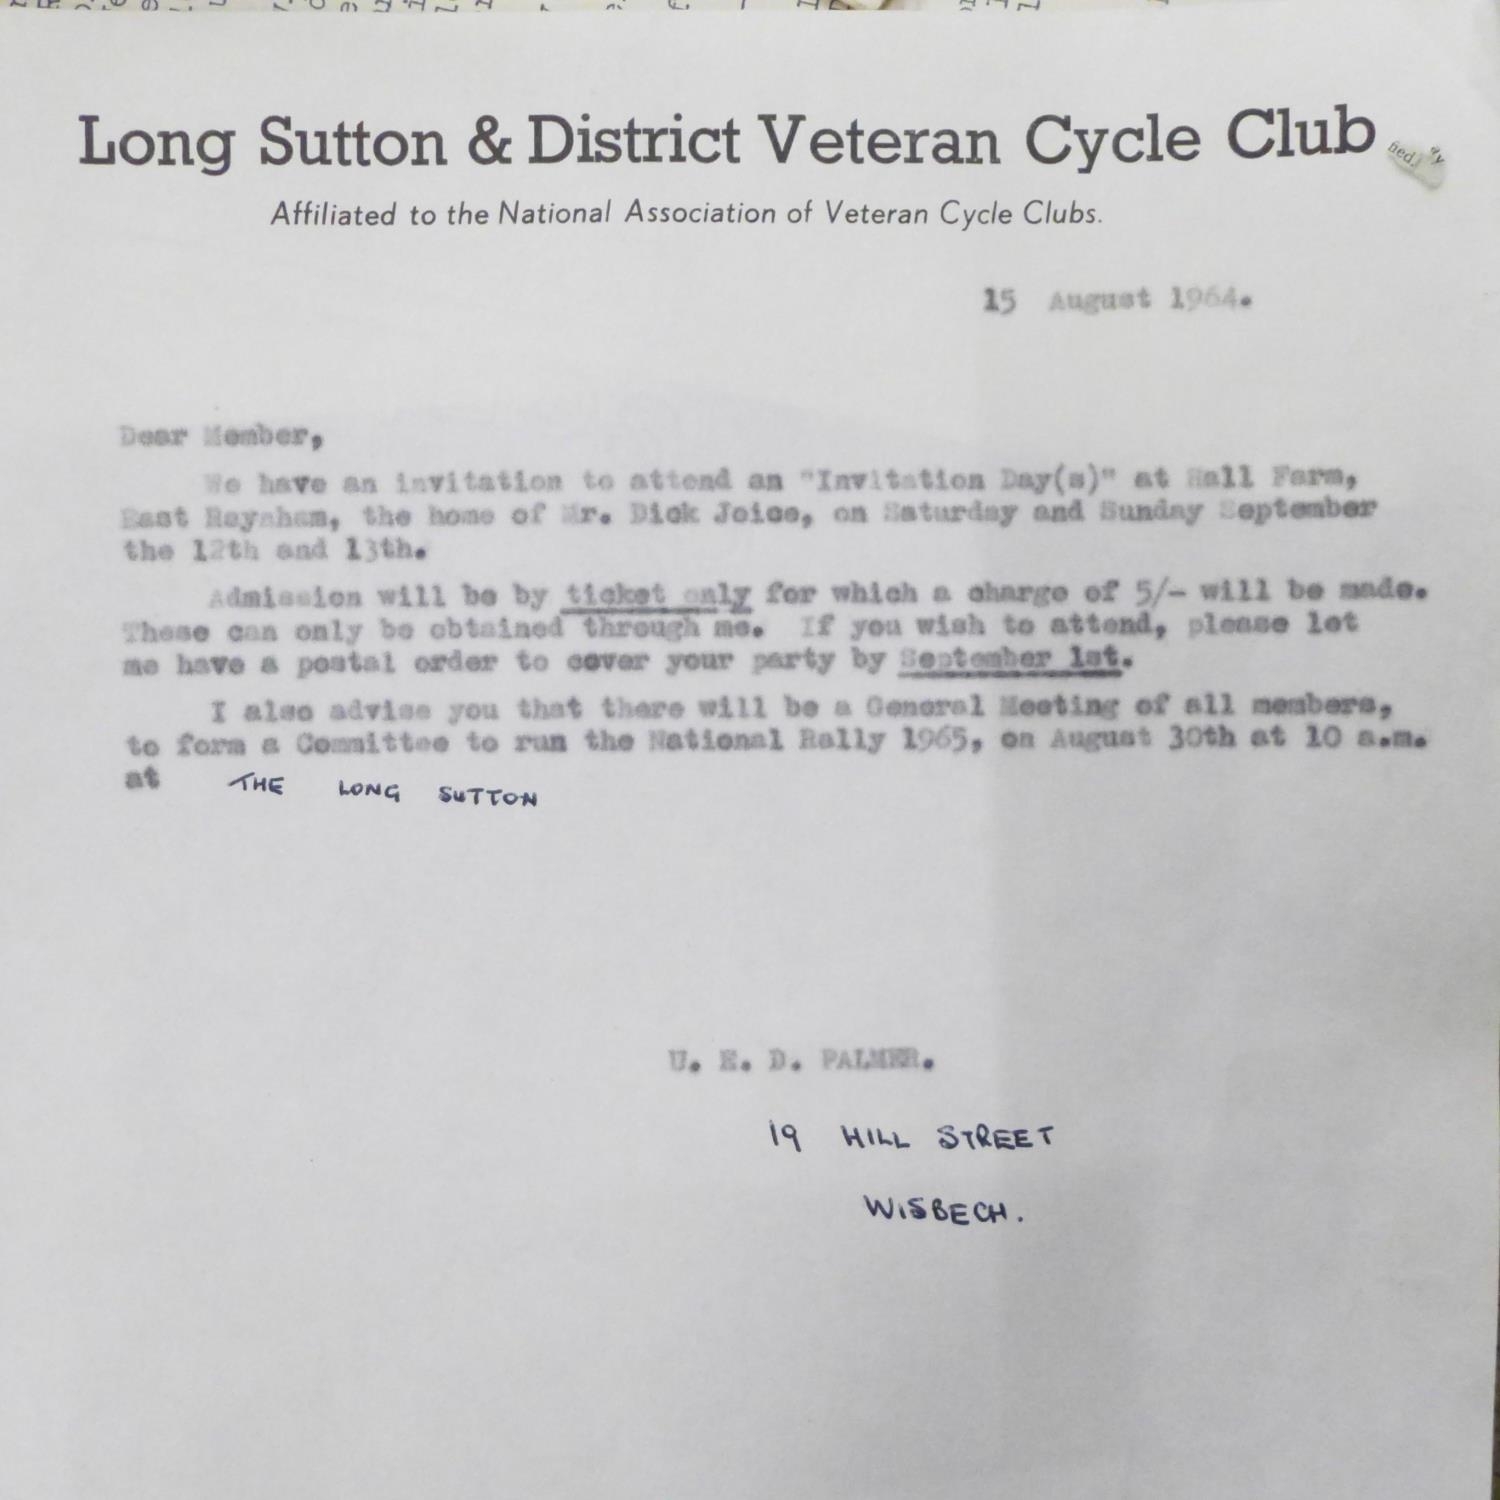 Long Sutton & District Veteran Cycle Club
Affiliated to the National Association of Veteran Cycle Clubs.
15 August 1964.
Dear Member,
We have an invitation to attend an "Invitation Day(s)" at Hall Farm,
East Raynham, the home of Mr. Dick Joice, on Saturday and Sunday September
the 12th and 13th.
Admission will be by ticket only for which a charge of 5/- will be made.
These can only be obtained through me. If you wish to attend, please let
me have a postal order to cover your party by September 1st.
I also advise you that there will be a General Meeting of all members,
to form a Committee to run the National Rally 1965, on August 30th at 10 a.m.
at THE LONG SUTTON
U. E. D. PALMER.
19 HILL STREET
WISBECH.